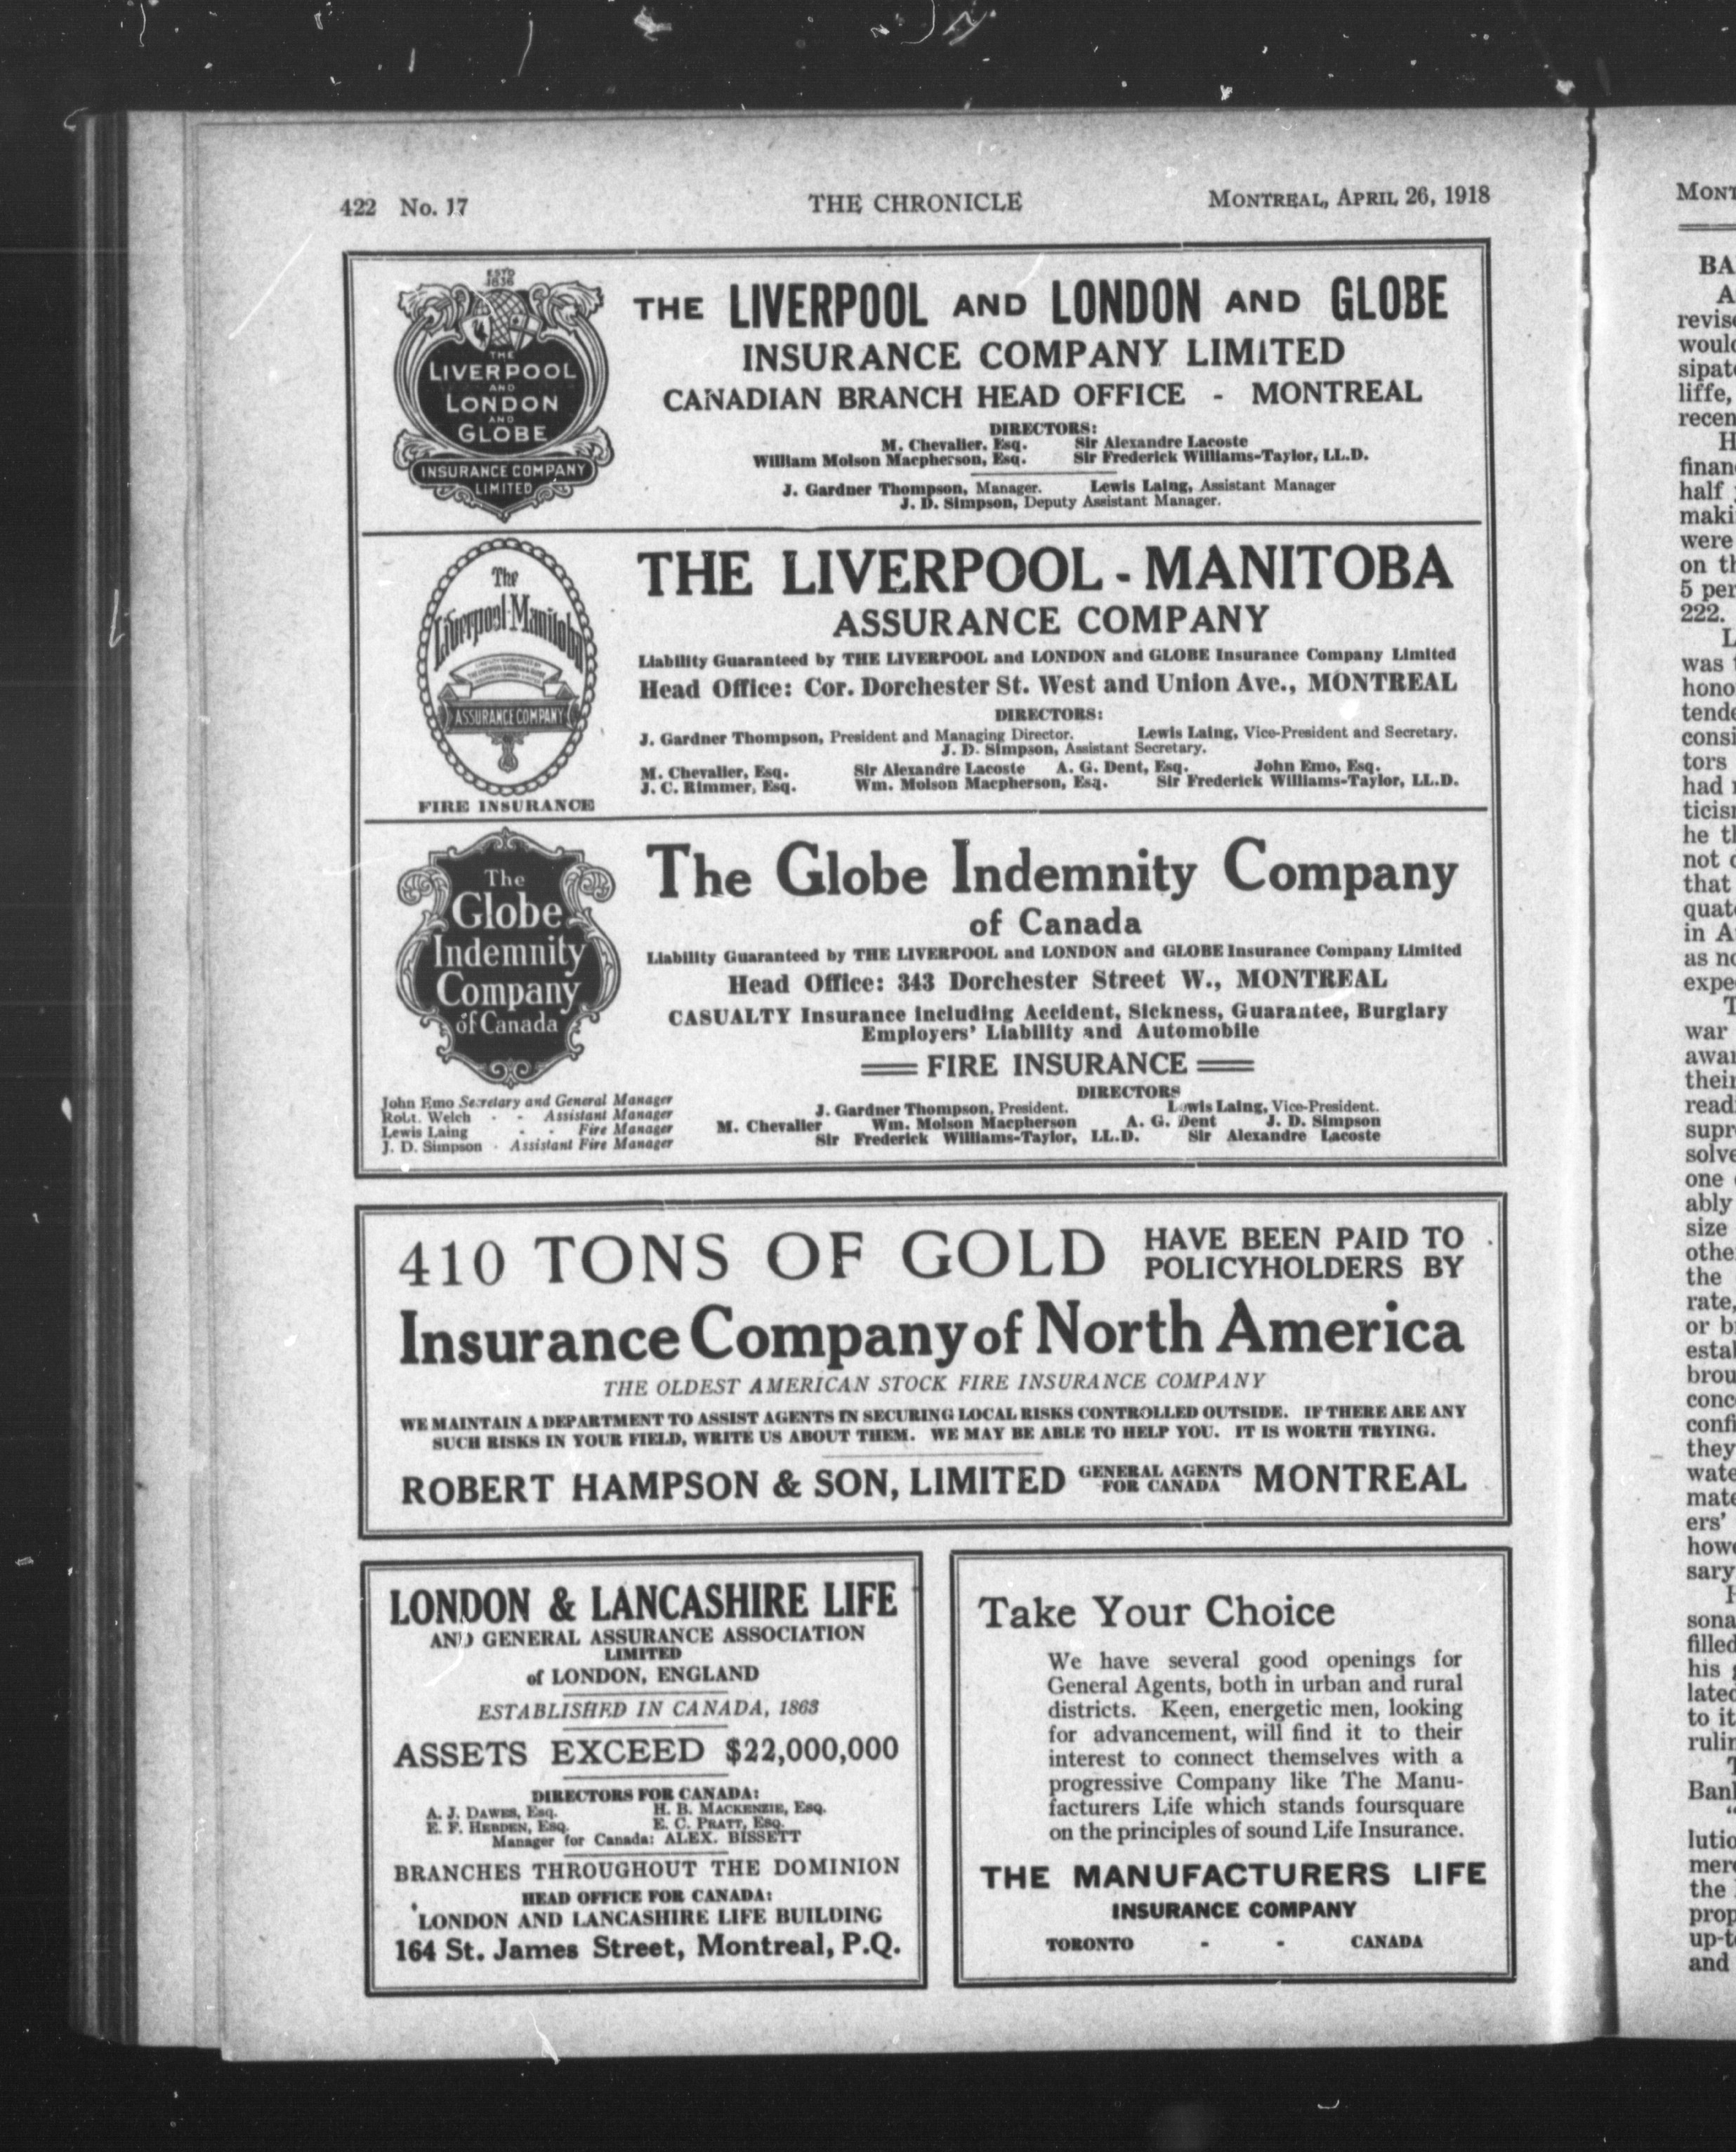 422 No. 17
THE CHRONICLE
MONTREAL, APRIL 26, 1918
ESTD
1836
THE
LIVERPOOL
AND
LONDON
AND
GLOBE
INSURANCE COMPANY
LIMITED
THE LIVERPOOL AND LONDON AND GLOBE
INSURANCE COMPANY LIMITED
CANADIAN BRANCH HEAD OFFICE - MONTREAL
DIRECTORS:
M. Chevalier, Esq. Sir Alexandre Lacoste
William Molson Macpherson, Esq. Sir Frederick Williams-Taylor, LL.D.
J. Gardner Thompson, Manager. Lewis Laing, Assistant Manager
J. D. Simpson, Deputy Assistant Manager.
The
Liverpool-Manitoba
ASSURANCE COMPANY
FIRE INSURANCE
THE LIVERPOOL - MANITOBA
ASSURANCE COMPANY
Liability Guaranteed by THE LIVERPOOL and LONDON and GLOBE Insurance Company Limited
Head Office: Cor. Dorchester St. West and Union Ave., MONTREAL
DIRECTORS:
J. Gardner Thompson, President and Managing Director. Lewis Laing, Vice-President and Secretary.
J. D. Simpson, Assistant Secretary.
M. Chevalier, Esq. Sir Alexandre Lacoste A. G. Dent, Esq. John Emo, Esq.
J. C. Rimmer, Esq. Wm. Molson Macpherson, Esq. Sir Frederick Williams-Taylor, LL.D.
The
Globe
Indemnity
Company
of Canada
The Globe Indemnity Company
of Canada
Liability Guaranteed by THE LIVERPOOL and LONDON and GLOBE Insurance Company Limited
Head Office: 343 Dorchester Street W., MONTREAL
CASUALTY Insurance including Accident, Sickness, Guarantee, Burglary
Employers' Liability and Automobile
FIRE INSURANCE
John Emo Secretary and General Manager
Robt. Welch - - Assistant Manager
Lewis Laing - - Fire Manager
J. D. Simpson - Assistant Fire Manager
DIRECTORS
J. Gardner Thompson, President. Lewis Laing, Vice-President.
M. Chevalier Wm. Molson Macpherson A. G. Dent J. D. Simpson
Sir Frederick Williams-Taylor, LL.D. Sir Alexandre Lacoste
410 TONS OF GOLD HAVE BEEN PAID TO
POLICYHOLDERS BY
Insurance Company of North America
THE OLDEST AMERICAN STOCK FIRE INSURANCE COMPANY
WE MAINTAIN A DEPARTMENT TO ASSIST AGENTS IN SECURING LOCAL RISKS CONTROLLED OUTSIDE. IF THERE ARE ANY
SUCH RISKS IN YOUR FIELD, WRITE US ABOUT THEM. WE MAY BE ABLE TO HELP YOU. IT IS WORTH TRYING.
ROBERT HAMPSON & SON, LIMITED GENERAL AGENTS
FOR CANADA MONTREAL
LONDON & LANCASHIRE LIFE
AND GENERAL ASSURANCE ASSOCIATION
LIMITED
of LONDON, ENGLAND
ESTABLISHED IN CANADA, 1863
ASSETS EXCEED $22,000,000
DIRECTORS FOR CANADA:
A. J. DAWES, Esq. H. B. MACKENZIE, Esq.
E. F. HEBDEN, Esq. E. C. PRATT, Esq.
Manager for Canada: ALEX. BISSETT
BRANCHES THROUGHOUT THE DOMINION
HEAD OFFICE FOR CANADA:
LONDON AND LANCASHIRE LIFE BUILDING
164 St. James Street, Montreal, P.Q.
Take Your Choice
We have several good openings for
General Agents, both in urban and rural
districts. Keen, energetic men, looking
for advancement, will find it to their
interest to connect themselves with a
progressive Company like The Manu-
facturers Life which stands foursquare
on the principles of sound Life Insurance.
THE MANUFACTURERS LIFE
INSURANCE COMPANY
TORONTO - - CANADA